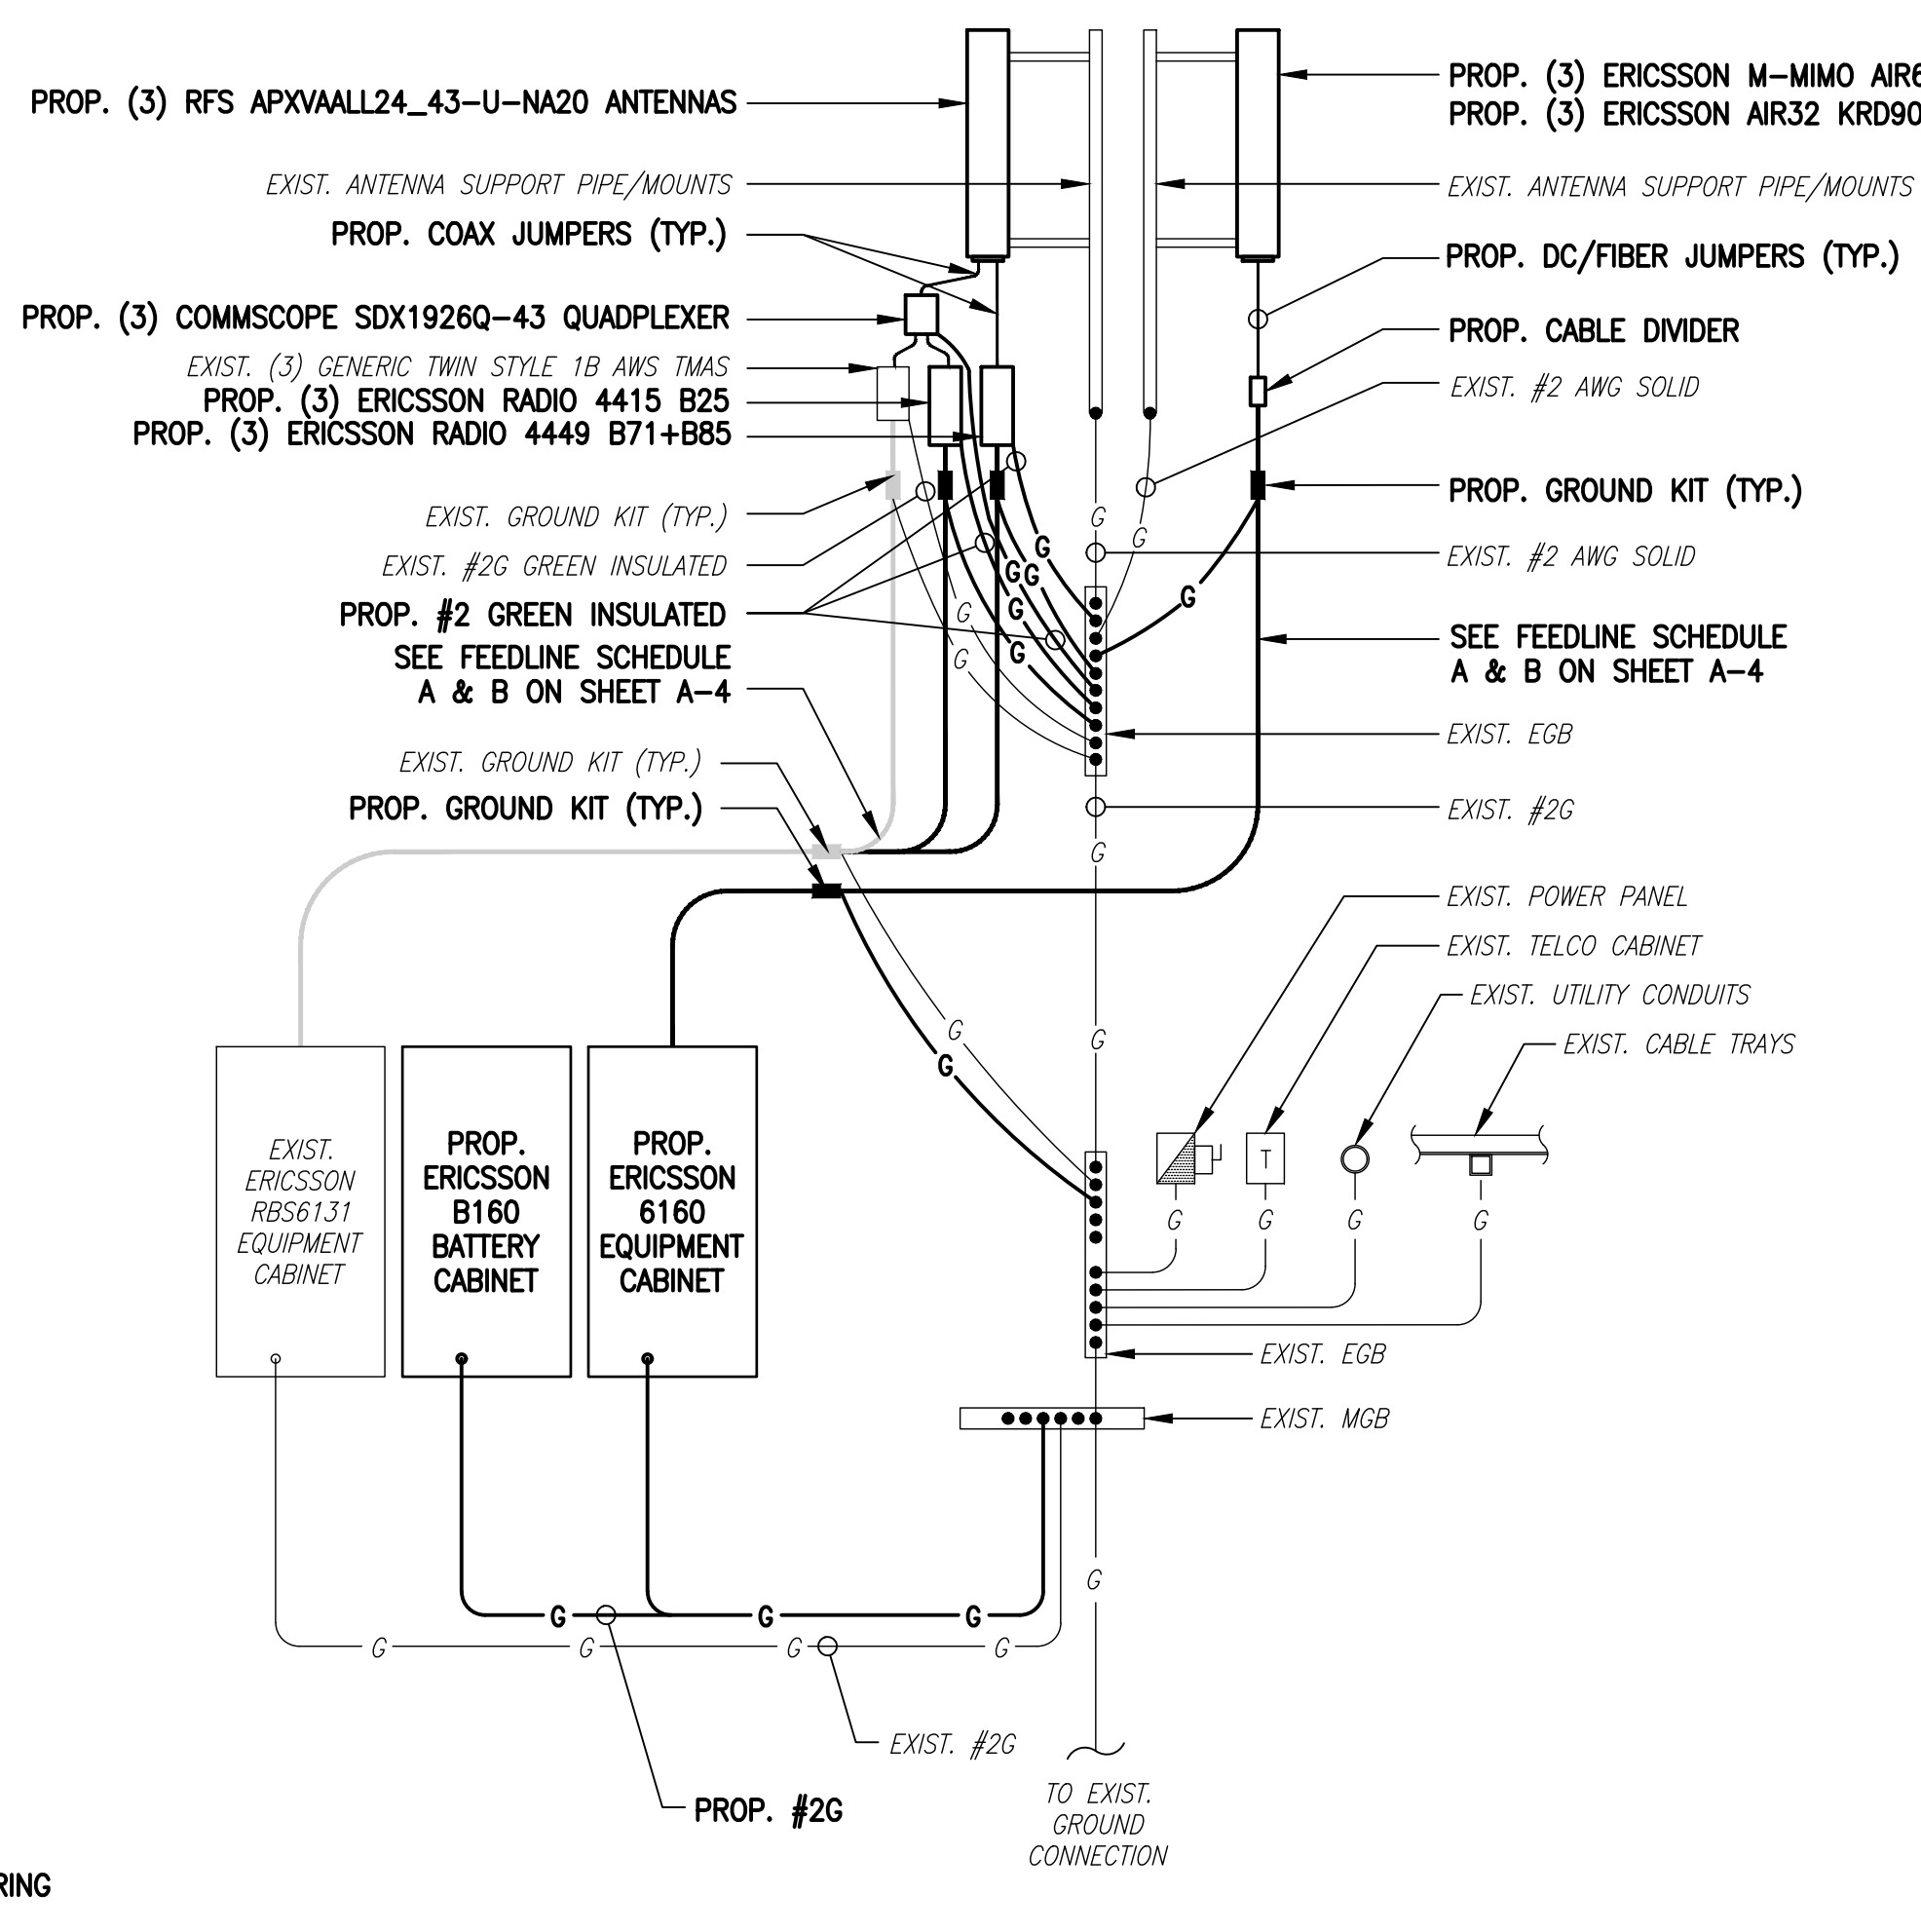 PROP. (3) RFS APXVAALL24_43-U-NA20 ANTENNAS
EXIST. ANTENNA SUPPORT PIPE/MOUNTS
PROP. COAX JUMPERS (TYP.)
PROP. (3) COMMSCOPE SDX1926Q-43 QUADPLEXER
EXIST. (3) GENERIC TWIN STYLE 1B AWS TMAS
PROP. (3) ERICSSON RADIO 4415 B25
PROP. (3) ERICSSON RADIO 4449 B71+B85
EXIST. GROUND KIT (TYP.)
EXIST. #2G GREEN INSULATED
PROP. #2 GREEN INSULATED
SEE FEEDLINE SCHEDULE
A & B ON SHEET A-4
EXIST. GROUND KIT (TYP.)
PROP. GROUND KIT (TYP.)
PROP. (3) ERICSSON M-MIMO
PROP. (3) ERICSSON AIR32
EXIST. ANTENNA SUPPORT PIPE/MOUNTS
PROP. DC/FIBER JUMPERS (TYP.)
PROP. CABLE DIVIDER
EXIST. #2 AWG SOLID
PROP. GROUND KIT (TYP.)
EXIST. #2 AWG SOLID
SEE FEEDLINE SCHEDULE
A & B ON SHEET A-4
EXIST. EGB
EXIST. #2G
EXIST. POWER PANEL
EXIST. TELCO CABINET
EXIST. UTILITY CONDUITS
EXIST. CABLE TRAYS
G
G
G
G G
G
G
G
G
G
G
G
G
G
G
T
G
G
G
G
EXIST.
ERICSSON
RBS6131
EQUIPMENT
CABINET
PROP.
ERICSSON
B160
BATTERY
CABINET
PROP.
ERICSSON
6160
EQUIPMENT
CABINET
EXIST. EGB
EXIST. MGB
G
G G G
G G G G
EXIST. #2G
PROP. #2G
TO EXIST.
GROUND
CONNECTION
RING